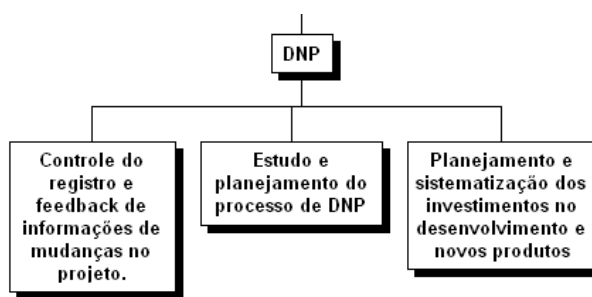 DNP
Controle do
registro e
feedback de
informações de
mudanças no
projeto.
Estudo e
planejamento do
processo de DNP
Planejamento e
sistematização dos
investimentos no
desenvolvimento e
novos produtos